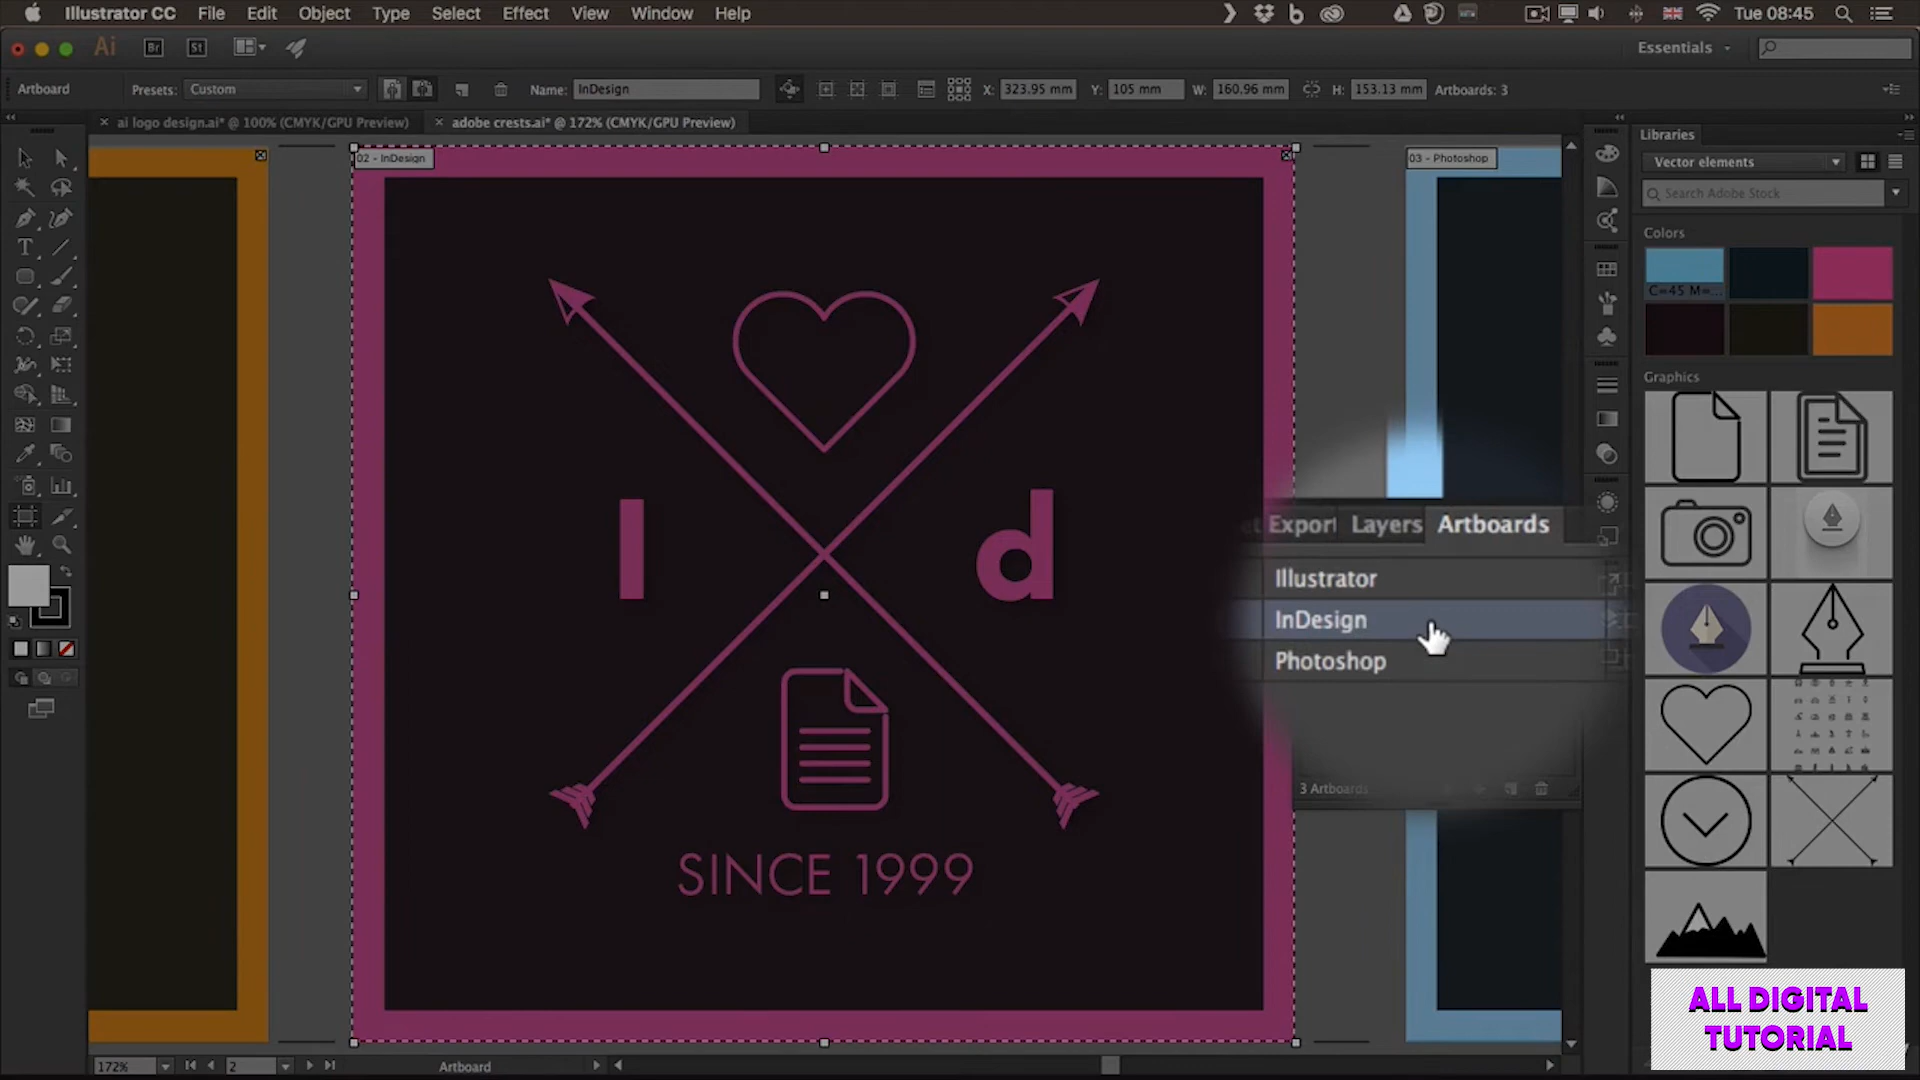 Illustrator CC File Edit Object Type Select Effect View Window Help
Tue 08:45
Ai Br St
Essentials
Artboard Presets: Custom Name: InDesign X: 323.95 mm Y: 105 mm W: 160.96 mm H: 153.13 mm Artboards: 3
ai logo design.ai* @ 100% (CMYK/GPU Preview) adobe crests.ai* @ 172% (CMYK/GPU Preview)
Libraries
02 - InDesign
03 - Photoshop
Vector elements
Search Adobe Stock
Colors
C=45 M=...
Graphics
I d
Export Layers Artboards
Illustrator
InDesign
Photoshop
3 Artboards
SINCE 1999
ALL DIGITAL
TUTORIAL
172% 2 Artboard